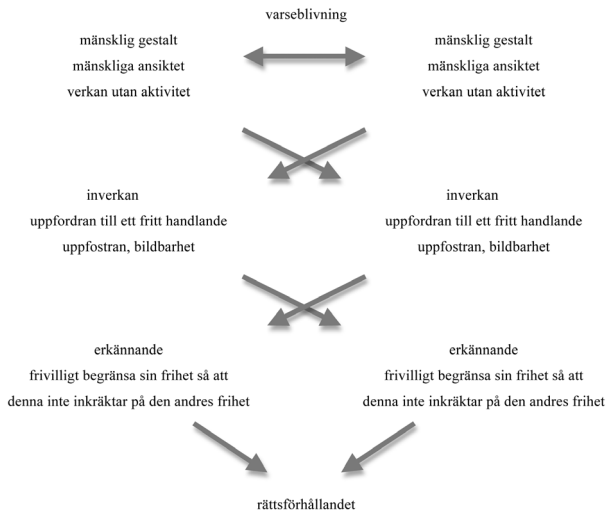 varseblivning
mänsklig gestalt
mänskliga ansiktet
verkan utan aktivitet
mänsklig gestalt
mänskliga ansiktet
verkan utan aktivitet
inverkan
uppfordran till ett fritt handlande
uppfostran, bildbarhet
inverkan
uppfordran till ett fritt handlande
uppfostran, bildbarhet
erkännande
frivilligt begränsa sin frihet så att
denna inte inkräktar på den andres frihet
erkännande
frivilligt begränsa sin frihet så att
denna inte inkräktar på den andres frihet
rättsförhållandet